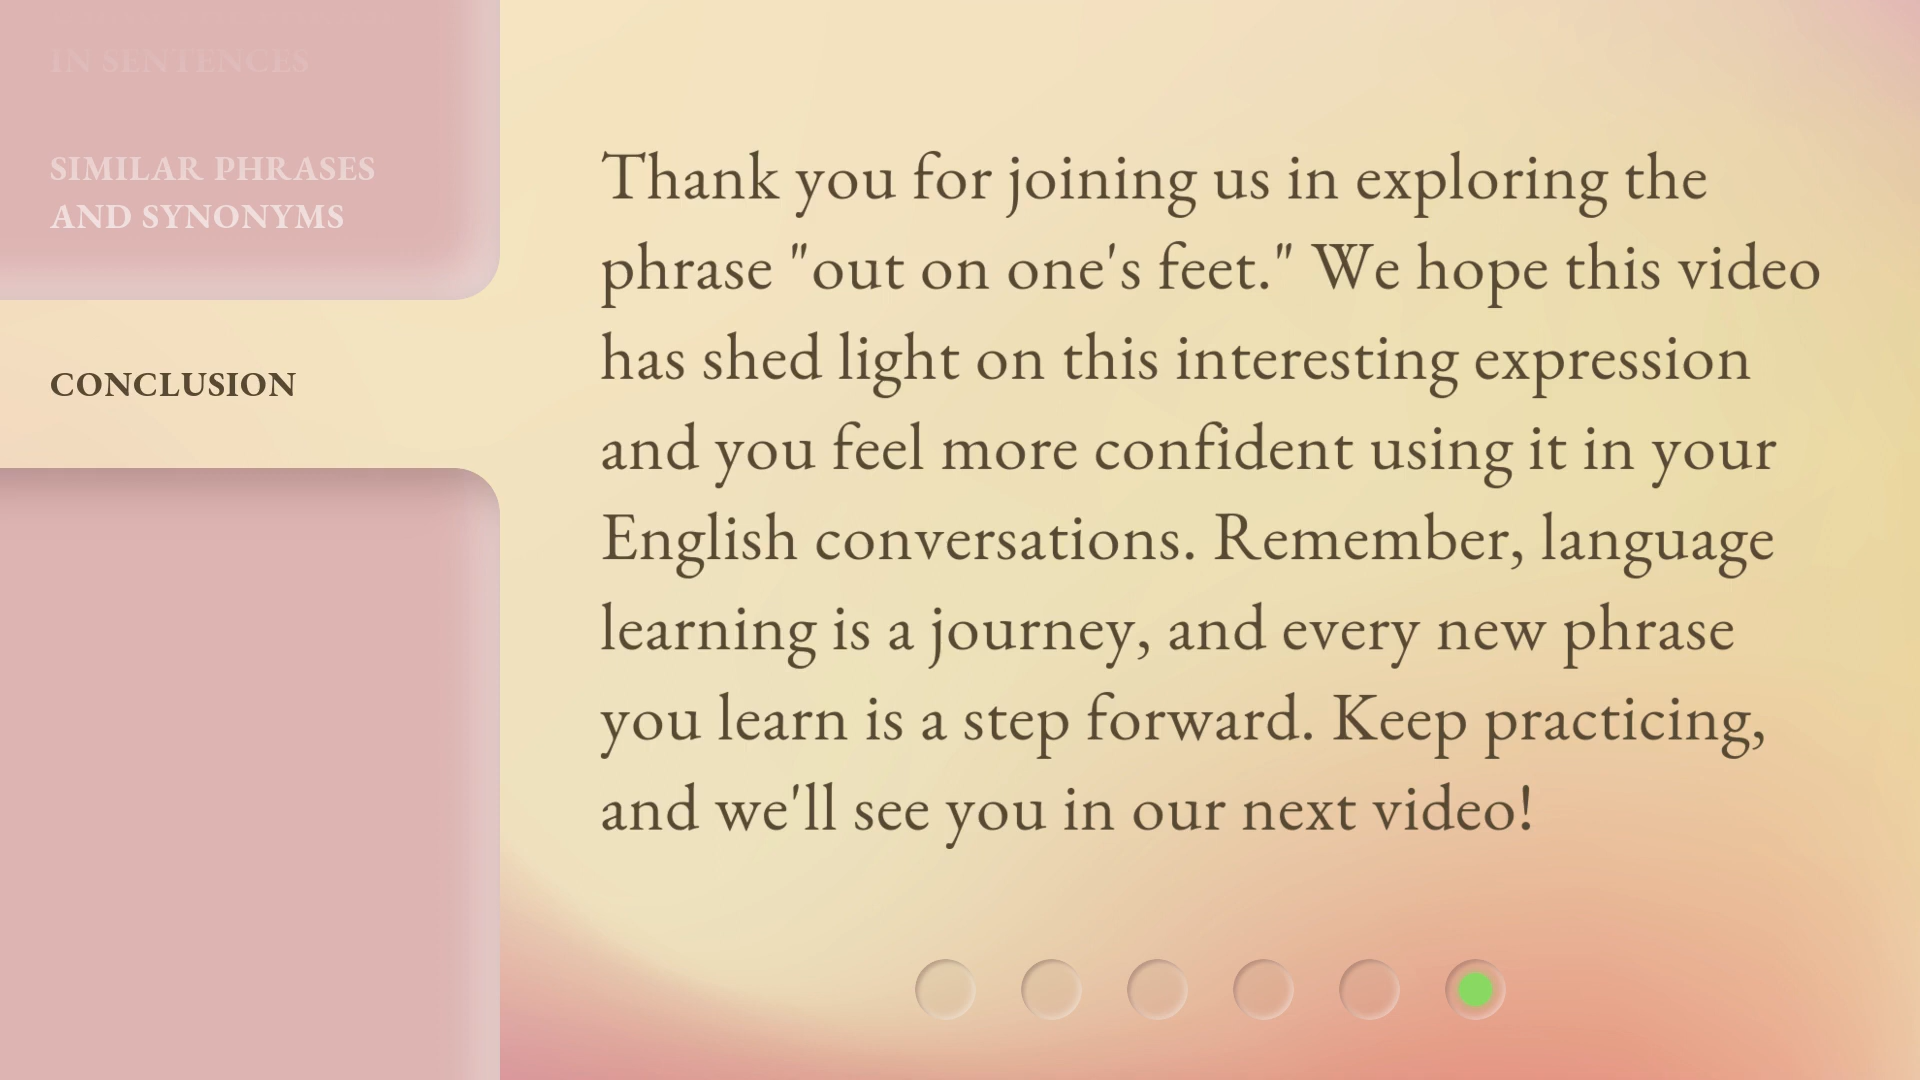 IN SENTENCES
SIMILAR PHRASES
AND SYNONYMS
CONCLUSION
Thank you for joining us in exploring the
phrase "out on one's feet." We hope this video
has shed light on this interesting expression
and you feel more confident using it in your
English conversations. Remember, language
learning is a journey, and every new phrase
you learn is a step forward. Keep practicing,
and we'll see you in our next video!